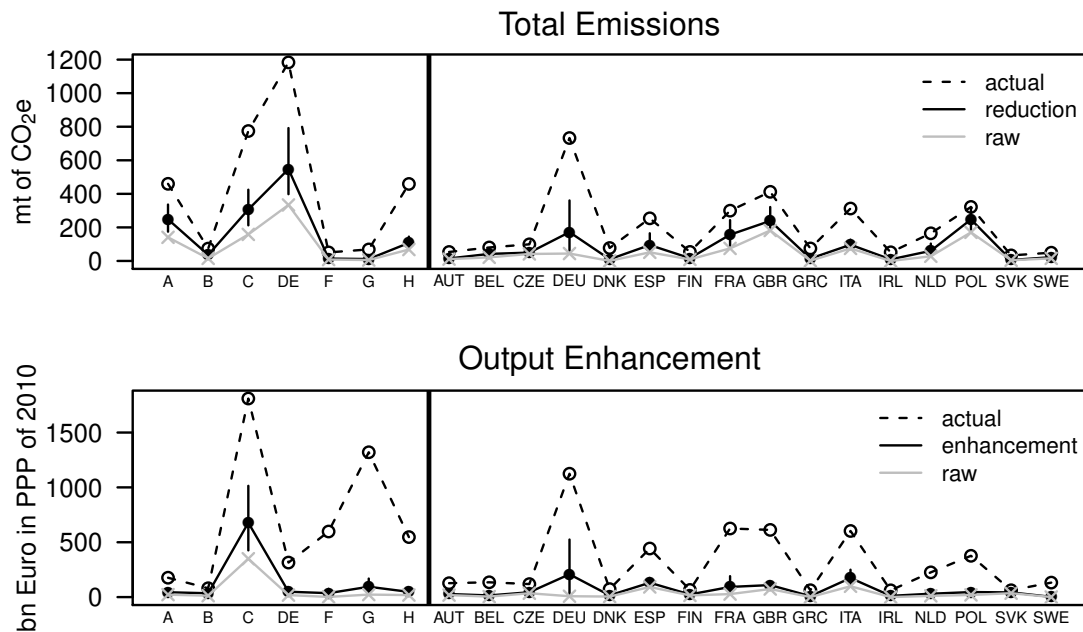 Total Emissions
mt of CO₂e
1200
1000
800
600
400
200
0
actual
reduction
raw
A B C DE F G H AUT BEL CZE DEU DNK ESP FIN FRA GBR GRC ITA IRL NLD POL SVK SWE
Output Enhancement
bn Euro in PPP of 2010
1500
1000
500
0
actual
enhancement
raw
A B C DE F G H AUT BEL CZE DEU DNK ESP FIN FRA GBR GRC ITA IRL NLD POL SVK SWE